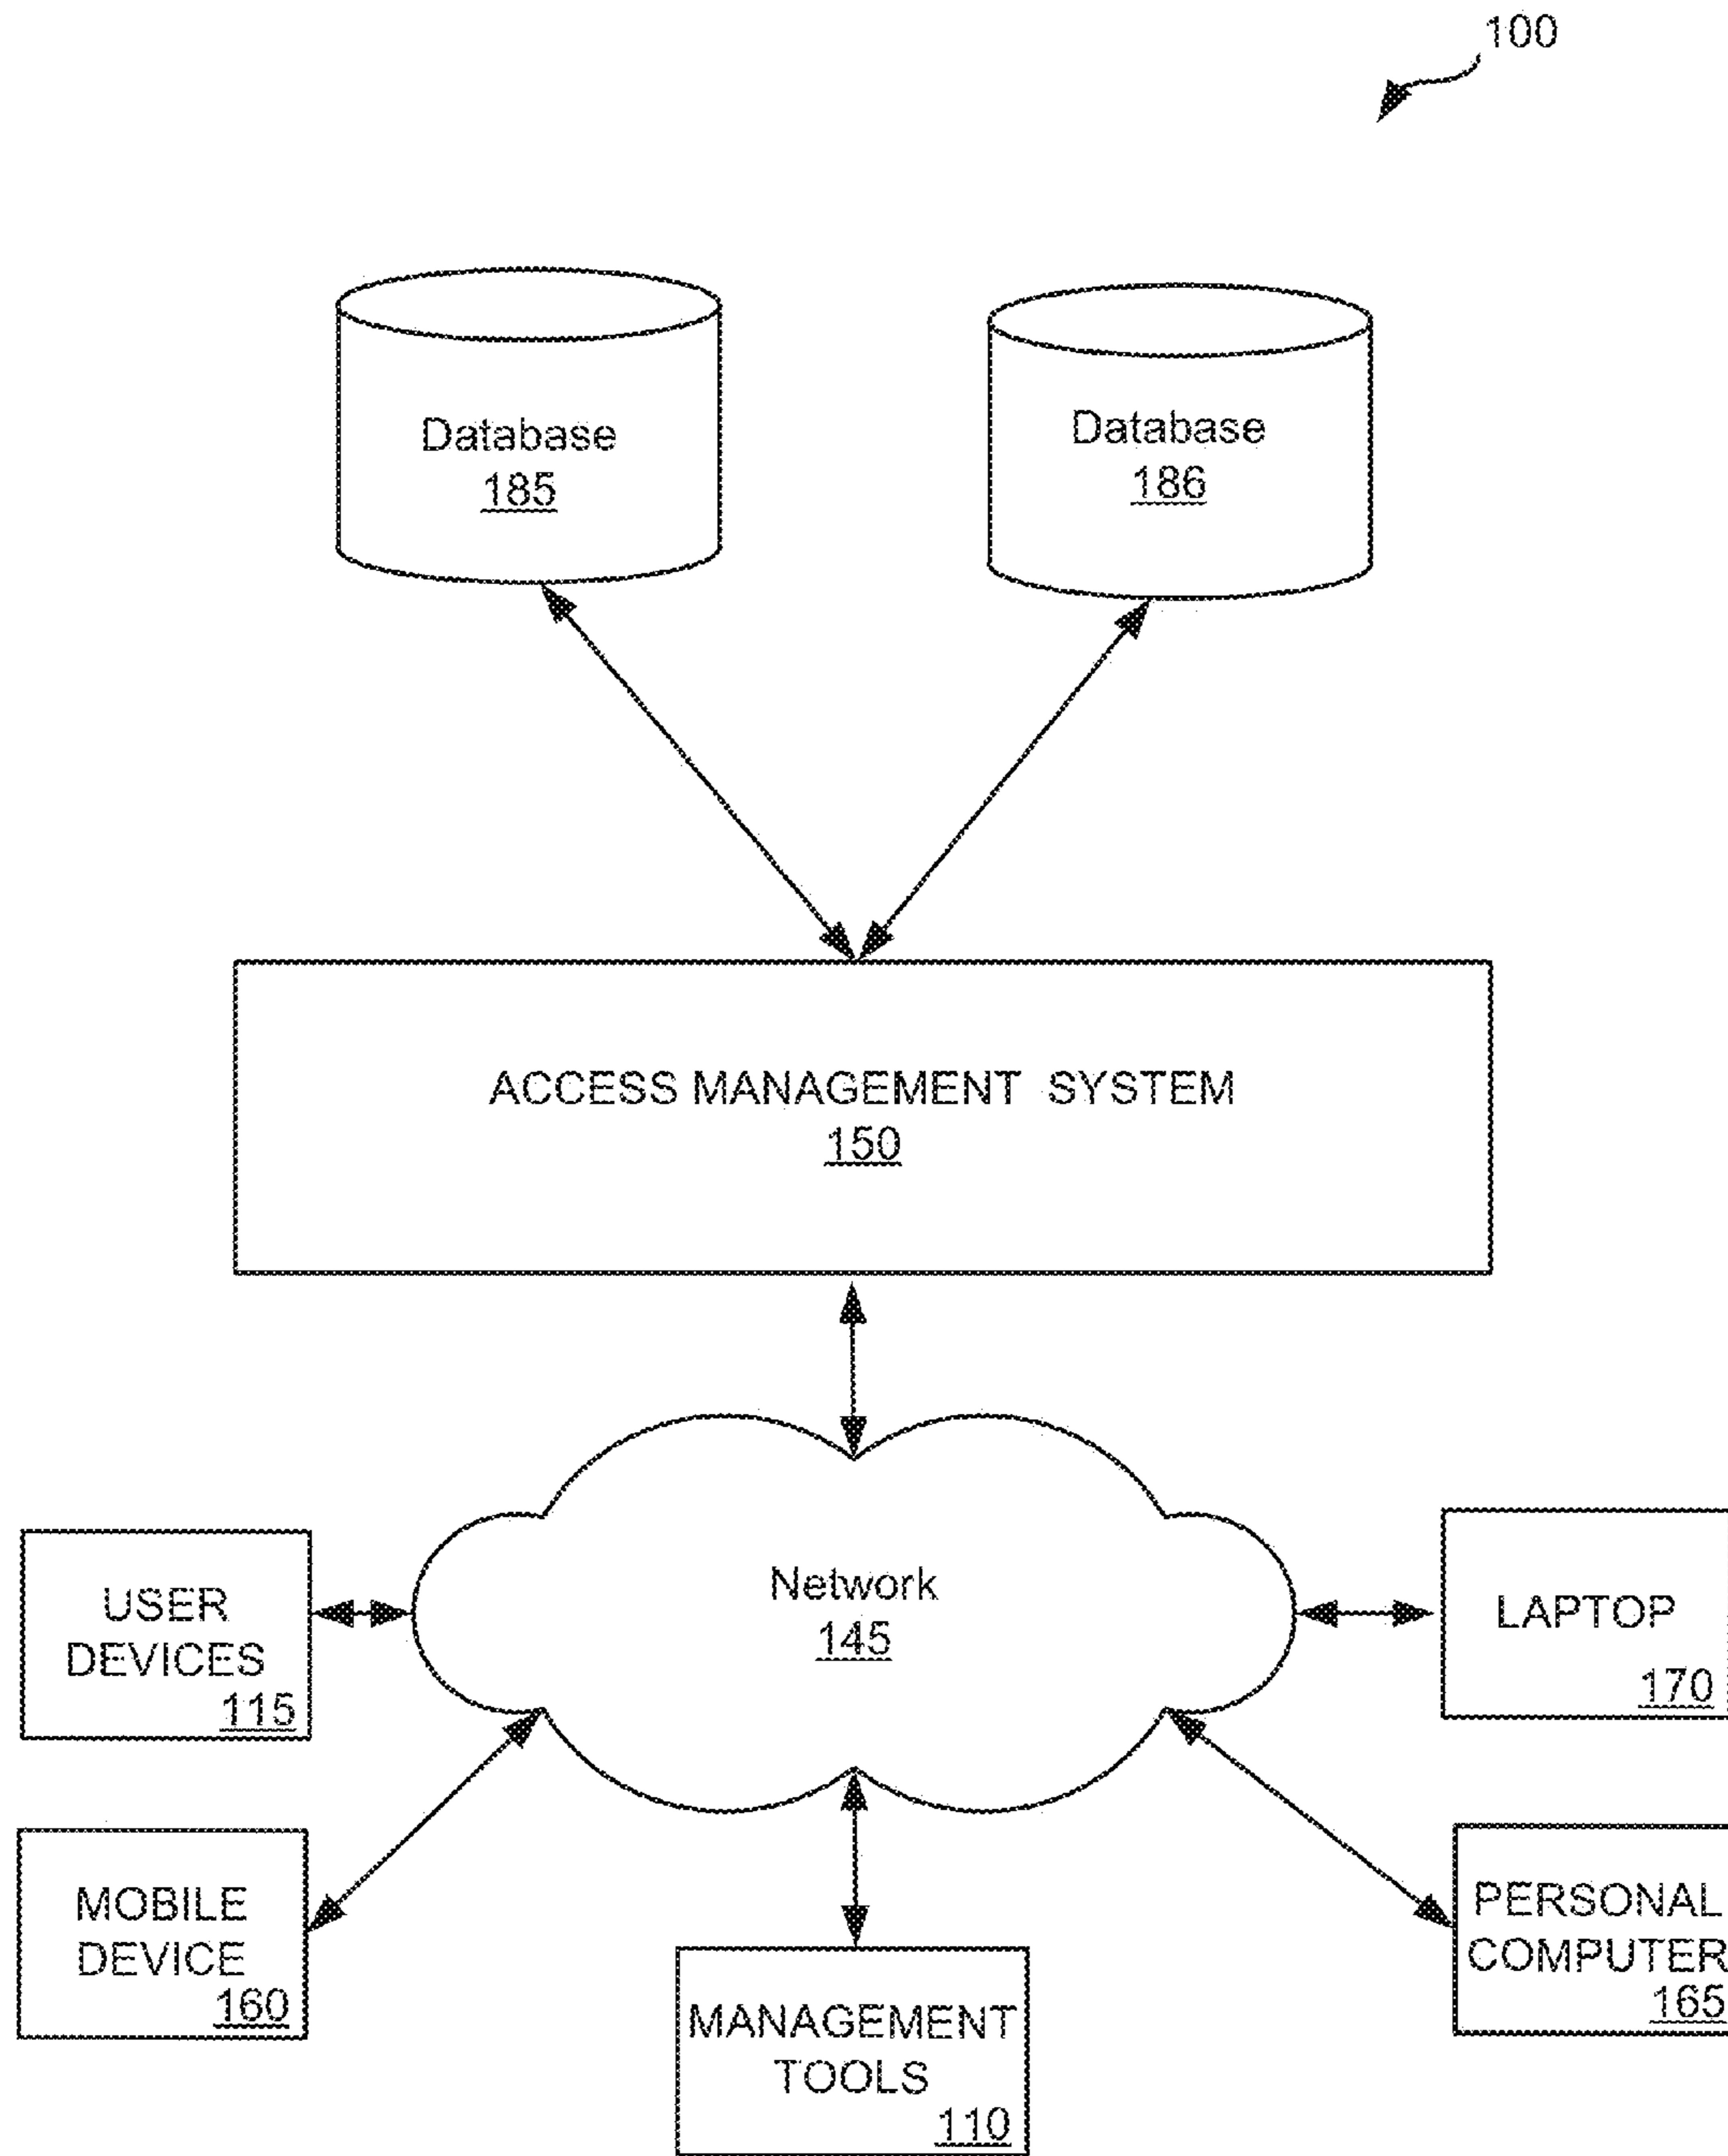 100
Database
185
Database
186
ACCESS MANAGEMENT SYSTEM
150
Network
145
USER
DEVICES
115
LAPTOP
170
MOBILE
DEVICE
160
PERSONAL
COMPUTER
165
MANAGEMENT
TOOLS
110